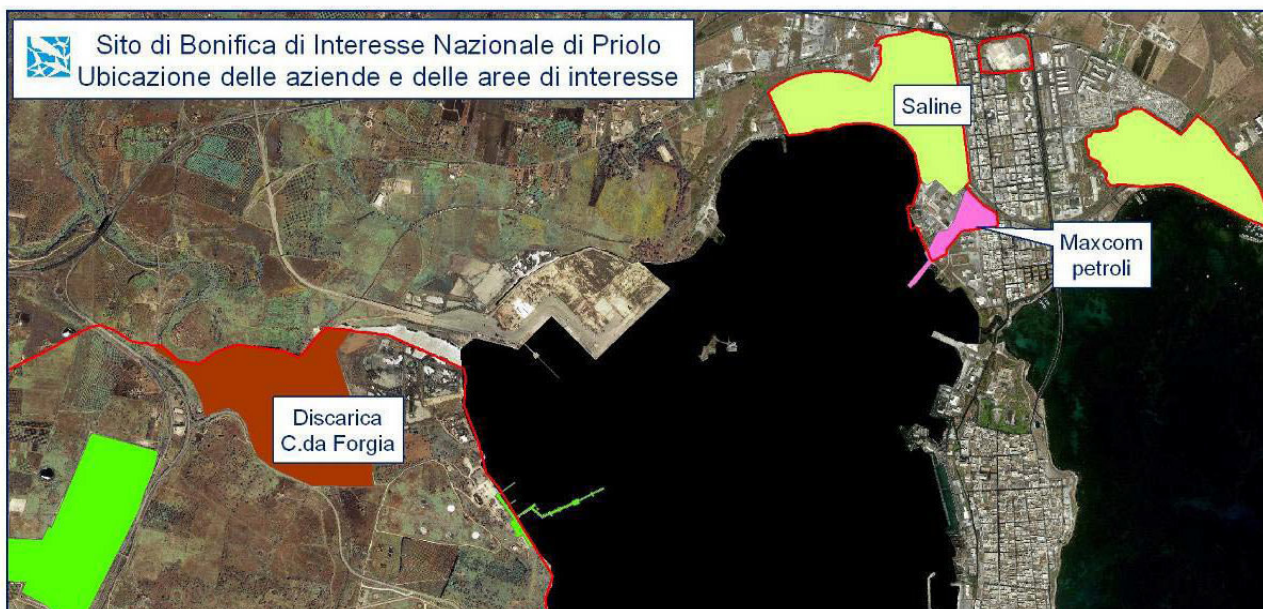 Sito di Bonifica di Interesse Nazionale di Priolo
Ubicazione delle aziende e delle aree di interesse
Saline
Maxcom
petroli
Discarica
C.da Forgia